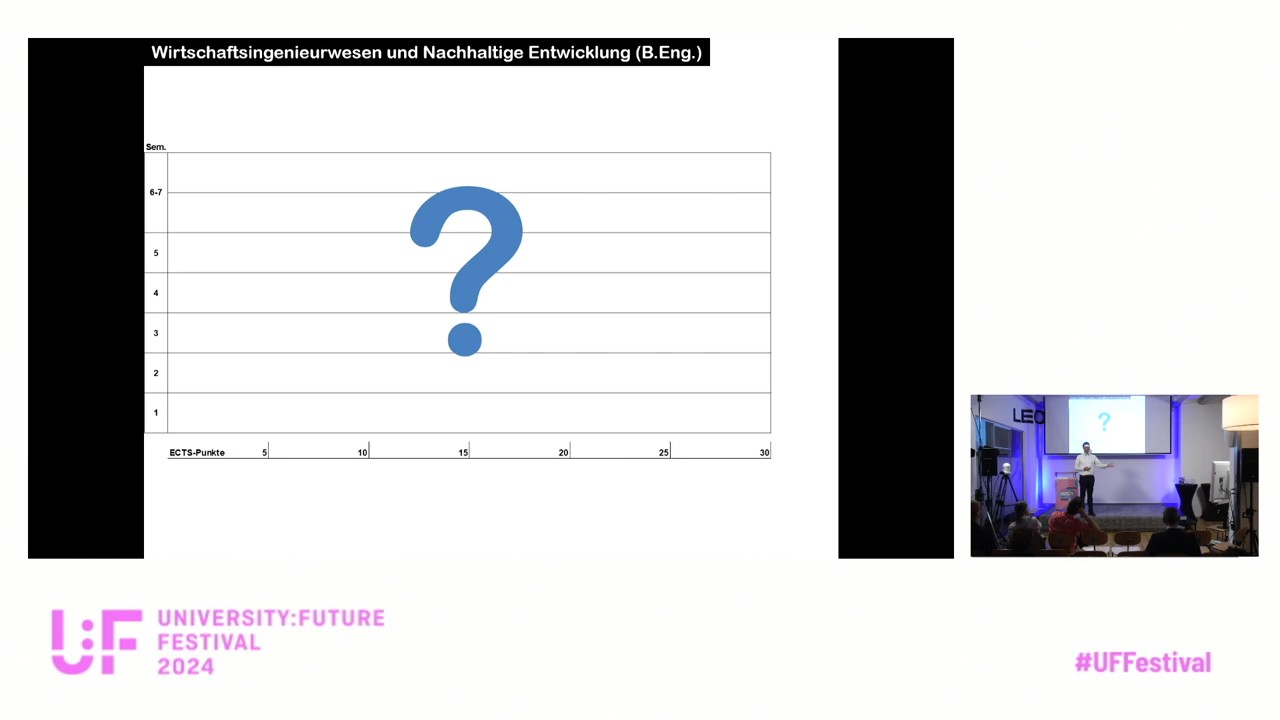 Wirtschaftsingenieurwesen und Nachhaltige Entwicklung (B.Eng.)
Sem.
6-7
5
4
3
2
1
?
ECTS-Punkte 5 10 15 20 25 30
LEO
?
U:F
UNIVERSITY:FUTURE
FESTIVAL
2024
#UFFestival